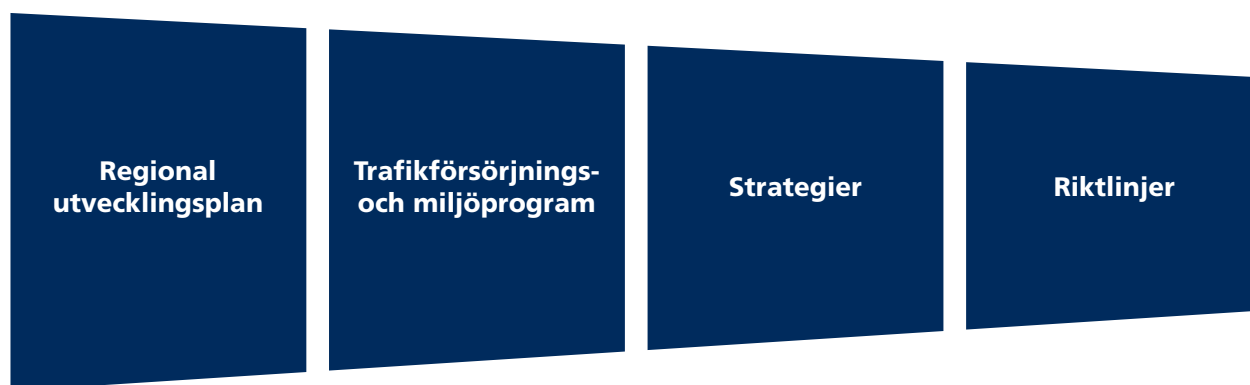 Regional
utvecklingsplan
Trafikförsörjnings-
och miljöprogram
Strategier
Riktlinjer